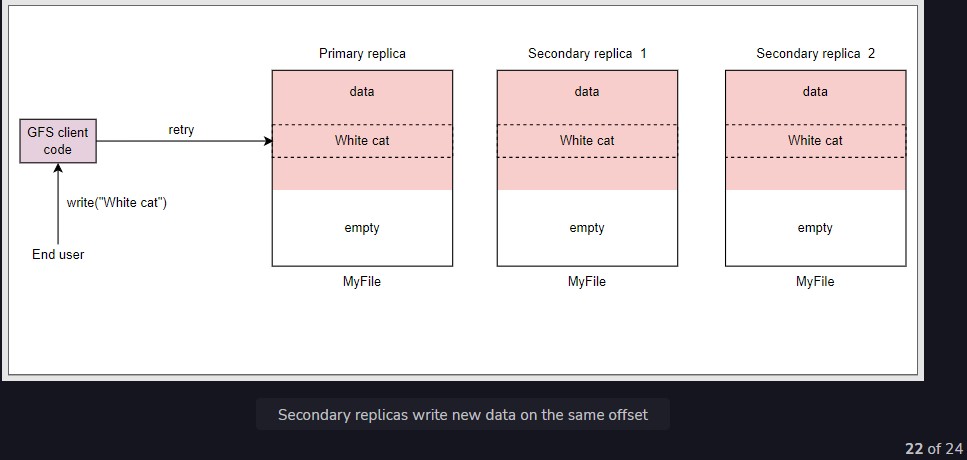 Primary replica
Secondary replica 1
Secondary replica 2
data
data
data
GFS client
code
retry
White cat
White cat
White cat
write("White cat")
empty
empty
empty
End user
MyFile
MyFile
MyFile
Secondary replicas write new data on the same offset
22 of 24